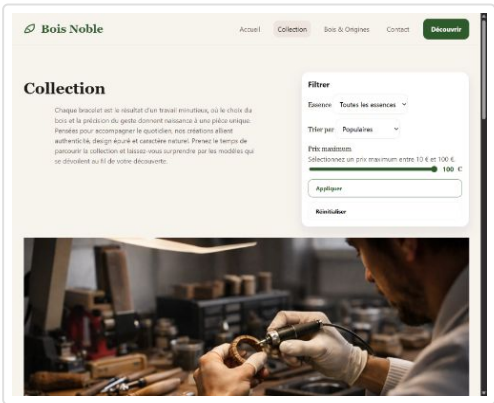 Bois Noble
Accueil
Collection
Bois & Origines
Contact
Découvrir
Collection
Chaque bracelet est le résultat d'un travail minutieux, où le choix du
bois et la précision du geste donnent naissance à une pièce unique.
Pensées pour accompagner le quotidien, nos créations allient
authenticité, design épuré et caractère naturel. Prenez le temps de
parcourir la collection et laissez-vous surprendre par les modèles qui
se dévoilent au fil de votre découverte.
Filtrer
Essence Toutes les essences
Trier par Populaires
Prix maximum
Sélectionnez un prix maximum entre 10 € et 100 €.
100 €
Appliquer
Réinitialiser